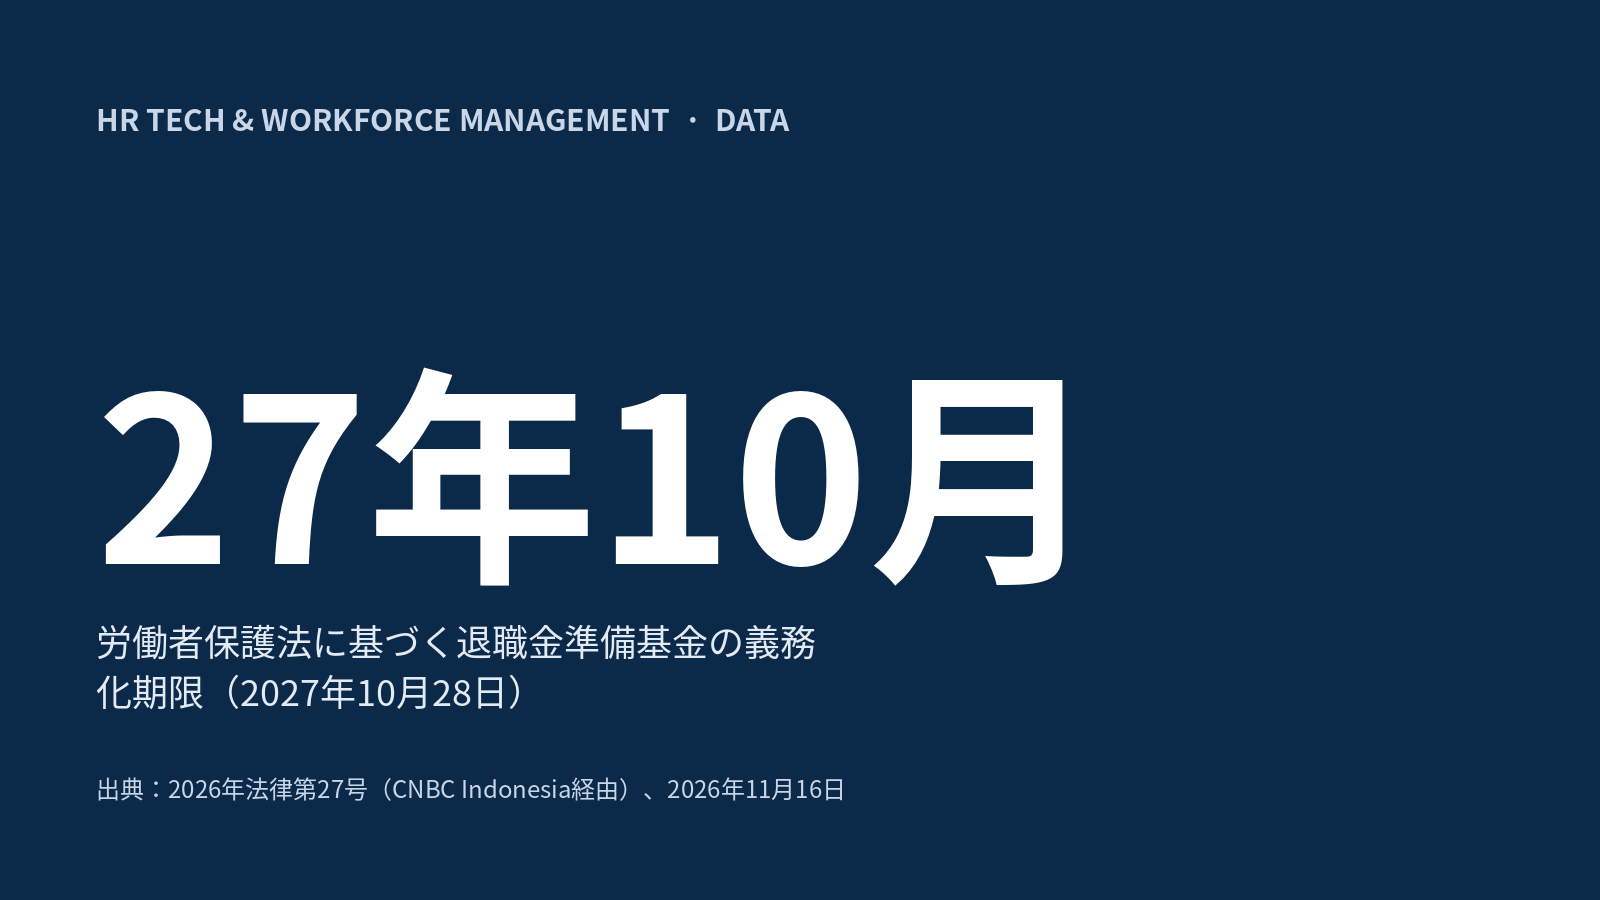 HR TECH & WORKFORCE MANAGEMENT · DATA
27年10月
労働者保護法に基づく退職金準備基金の義務
化期限（2027年10月28日）
出典：2026年法律第27号（CNBC Indonesia経由）、2026年11月16日